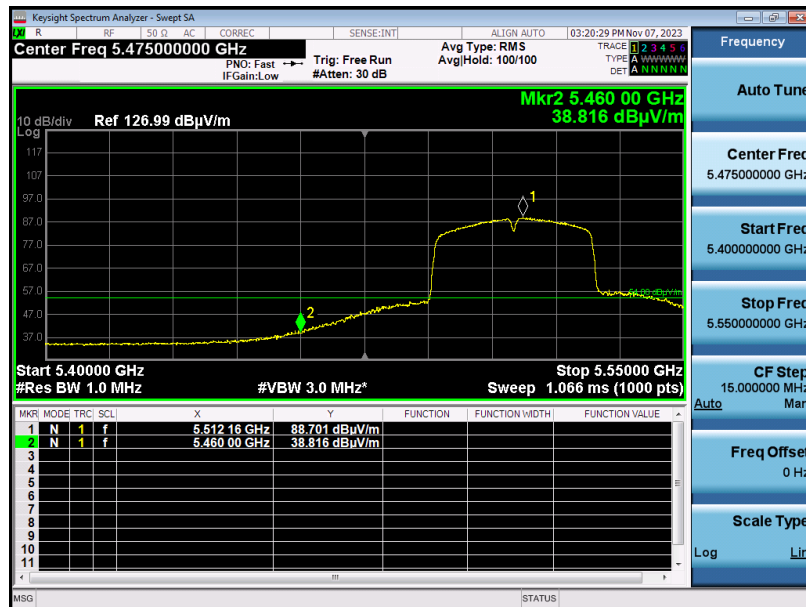 Keysight Spectrum Analyzer - Swept SA
R RF 50 Ω AC CORREC SENSE:INT ALIGN AUTO 03:20:29 PM Nov 07, 2023
Center Freq 5.475000000 GHz
PNO: Fast
IFGain:Low
Trig: Free Run
#Atten: 30 dB
Avg Type: RMS
Avg|Hold: 100/100
TRACE 1 2 3 4 5 6
TYPE A W W W W W
DET A N N N N N
Mkr2 5.460 00 GHz
38.816 dBµV/m
10 dB/div Ref 126.99 dBµV/m
Log
117
107
97.0
87.0
77.0
67.0
57.0
47.0
37.0
1
2
54.00 dBµV/m
Start 5.40000 GHz Stop 5.55000 GHz
#Res BW 1.0 MHz #VBW 3.0 MHz* Sweep 1.066 ms (1000 pts)
MKR MODE TRC SCL X Y FUNCTION FUNCTION WIDTH FUNCTION VALUE
1 N 1 f 5.512 16 GHz 88.701 dBµV/m
2 N 1 f 5.460 00 GHz 38.816 dBµV/m
3
4
5
6
7
8
9
10
11
MSG STATUS
Frequency
Auto Tune
Center Freq
5.475000000 GHz
Start Freq
5.400000000 GHz
Stop Freq
5.550000000 GHz
CF Step
15.000000 MHz
Auto Man
Freq Offset
0 Hz
Scale Type
Log Lin